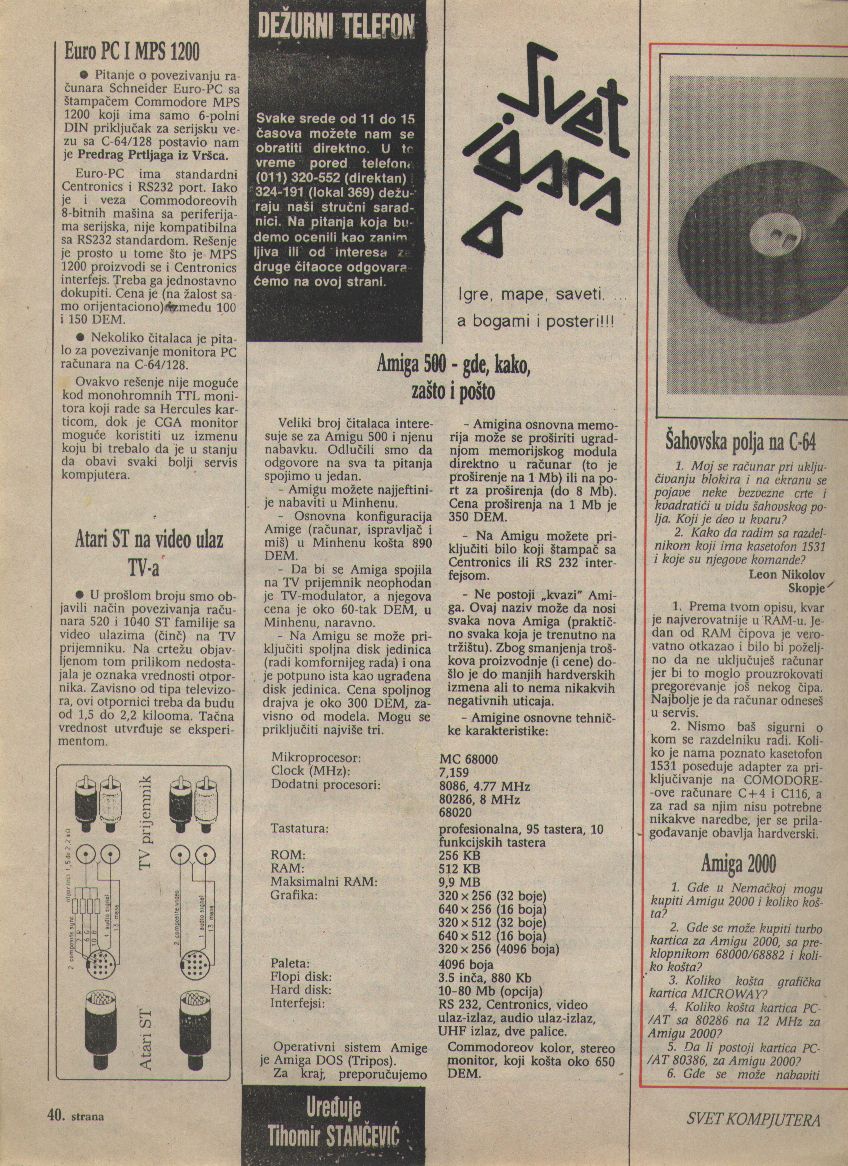 Euro PC I MPS 1200
● Pitanje o povezivanju ra-
čunara Schneider Euro-PC sa
štampačem Commodore MPS
1200 koji ima samo 6-polni
DIN priključak za serijsku ve-
zu sa C-64/128 postavio nam
je Predrag Prtljaga iz Vršca.
Euro-PC ima standardni
Centronics i RS232 port. Iako
je i veza Commodoreovih
8-bitnih mašina sa periferija-
ma serijska, nije kompatibilna
sa RS232 standardom. Rešenje
je prosto u tome što je MPS
1200 proizvodi se i Centronics
interfejs. Treba ga jednostavno
dokupiti. Cena je (na žalost sa-
mo orijentaciono) između 100
i 150 DEM.
● Nekoliko čitalaca je pita-
lo za povezivanje monitora PC
računara na C-64/128.
Ovakvo rešenje nije moguće
kod monohromnih TTL moni-
tora koji rade sa Hercules kar-
ticom, dok je CGA monitor
moguće koristiti uz izmenu
koju bi trebalo da je u stanju
da obavi svaki bolji servis
kompjutera.
Atari ST na video ulaz
TV-a
● U prošlom broju smo ob-
javili način povezivanja raču-
nara 520 i 1040 ST familije sa
video ulazima (činč) na TV
prijemniku. Na crtežu objav-
ljenom tom prilikom nedosta-
jala je oznaka vrednosti otpor-
nika. Zavisno od tipa televizo-
ra, ovi otpornici treba da budu
od 1,5 do 2,2 kilooma. Tačna
vrednost utvrđuje se eksperi-
mentom.
TV prijemnik
otpornici 1,5 do 2,2 kΩ
2 composite sync
7 R
6 G
10 B
1 audio signal
13 masa
2 composite video
1 audio signal
13 masa
Atari ST
40. strana
DEŽURNI TELEFON
Svake srede od 11 do 15
časova možete nam se
obratiti direktno. U to
vreme pored telefona
(011) 320-552 (direktan)
324-191 (lokal 369) dežu-
raju naši stručni sarad-
nici. Na pitanja koja bu-
demo ocenili kao zanim
ljiva ili od interesa za
druge čitaoce odgovara
ćemo na ovoj strani.
Svet
igara
Igre, mape, saveti. ...
a bogami i posteri!!!
Amiga 500 - gde, kako,
zašto i pošto
Veliki broj čitalaca intere-
suje se za Amigu 500 i njenu
nabavku. Odlučili smo da
odgovore na sva ta pitanja
spojimo u jedan.
- Amigu možete najjeftini-
je nabaviti u Minhenu.
- Osnovna konfiguracija
Amige (računar, ispravljač i
miš) u Minhenu košta 890
DEM.
- Da bi se Amiga spojila
na TV prijemnik neophodan
je TV-modulator, a njegova
cena je oko 60-tak DEM, u
Minhenu, naravno.
- Na Amigu se može pri-
ključiti spoljna disk jedinica
(radi komfornijeg rada) i ona
je potpuno ista kao ugrađena
disk jedinica. Cena spoljnog
drajva je oko 300 DEM, za-
visno od modela. Mogu se
priključiti najviše tri.
- Amigina osnovna memo-
rija može se proširiti ugrad-
njom memorijskog modula
direktno u računar (to je
proširenje na 1 Mb) ili na po-
rt za proširenja (do 8 Mb).
Cena proširenja na 1 Mb je
350 DEM.
- Na Amigu možete pri-
ključiti bilo koji štampač sa
Centronics ili RS 232 inter-
fejsom.
- Ne postoji „kvazi” Ami-
ga. Ovaj naziv može da nosi
svaka nova Amiga (praktič-
no svaka koja je trenutno na
tržištu). Zbog smanjenja troš-
kova proizvodnje (i cene) do-
šlo je do manjih hardverskih
izmena ali to nema nikakvih
negativnih uticaja.
- Amigine osnovne tehnič-
ke karakteristike:
Mikroprocesor: MC 68000
Clock (MHz): 7,159
Dodatni procesori: 8086, 4.77 MHz
80286, 8 MHz
68020
Tastatura: profesionalna, 95 tastera, 10
funkcijskih tastera
ROM: 256 KB
RAM: 512 KB
Maksimalni RAM: 9,9 MB
Grafika: 320×256 (32 boje)
640×256 (16 boja)
320×512 (32 boje)
640×512 (16 boja)
320×256 (4096 boja)
Paleta: 4096 boja
Flopi disk: 3.5 inča, 880 Kb
Hard disk: 10-80 Mb (opcija)
Interfejsi: RS 232, Centronics, video
ulaz-izlaz, audio ulaz-izlaz,
UHF izlaz, dve palice.
Operativni sistem Amige
je Amiga DOS (Tripos).
Za kraj, preporučujemo
Commodoreov kolor, stereo
monitor, koji košta oko 650
DEM.
Uređuje
Tihomir STANČEVIĆ
Šahovska polja na C-64
1. Moj se računar pri uklju-
čivanju blokira i na ekranu se
pojave neke bezvezne crte i
kvadratići u vidu šahovskog po-
lja. Koji je deo u kvaru?
2. Kako da radim sa razdel-
nikom koji ima kasetofon 1531
i koje su njegove komande?
Leon Nikolov
Skopje
1. Prema tvom opisu, kvar
je najverovatnije u RAM-u. Je-
dan od RAM čipova je vero-
vatno otkazao i bilo bi poželj-
no da ne uključuješ računar
jer bi to moglo prouzrokovati
pregorevanje još nekog čipa.
Najbolje je da računar odneseš
u servis.
2. Nismo baš sigurni o
kom se razdelniku radi. Koli-
ko je nama poznato kasetofon
1531 poseduje adapter za pri-
ključivanje na COMODORE-
-ove računare C+4 i C116, a
za rad sa njim nisu potrebne
nikakve naredbe, jer se prila-
gođavanje obavlja hardverski.
Amiga 2000
1. Gde u Nemačkoj mogu
kupiti Amigu 2000 i koliko koš-
ta?
2. Gde se može kupiti turbo
kartica za Amigu 2000, sa pre-
klopnikom 68000/68882 i koli-
ko košta?
3. Koliko košta grafička
kartica MICROWAY?
4. Koliko košta kartica PC-
/AT sa 80286 na 12 MHz za
Amigu 2000?
5. Da li postoji kartica PC-
/AT 80386, za Amigu 2000?
6. Gde se može nabaviti
SVET KOMPJUTERA